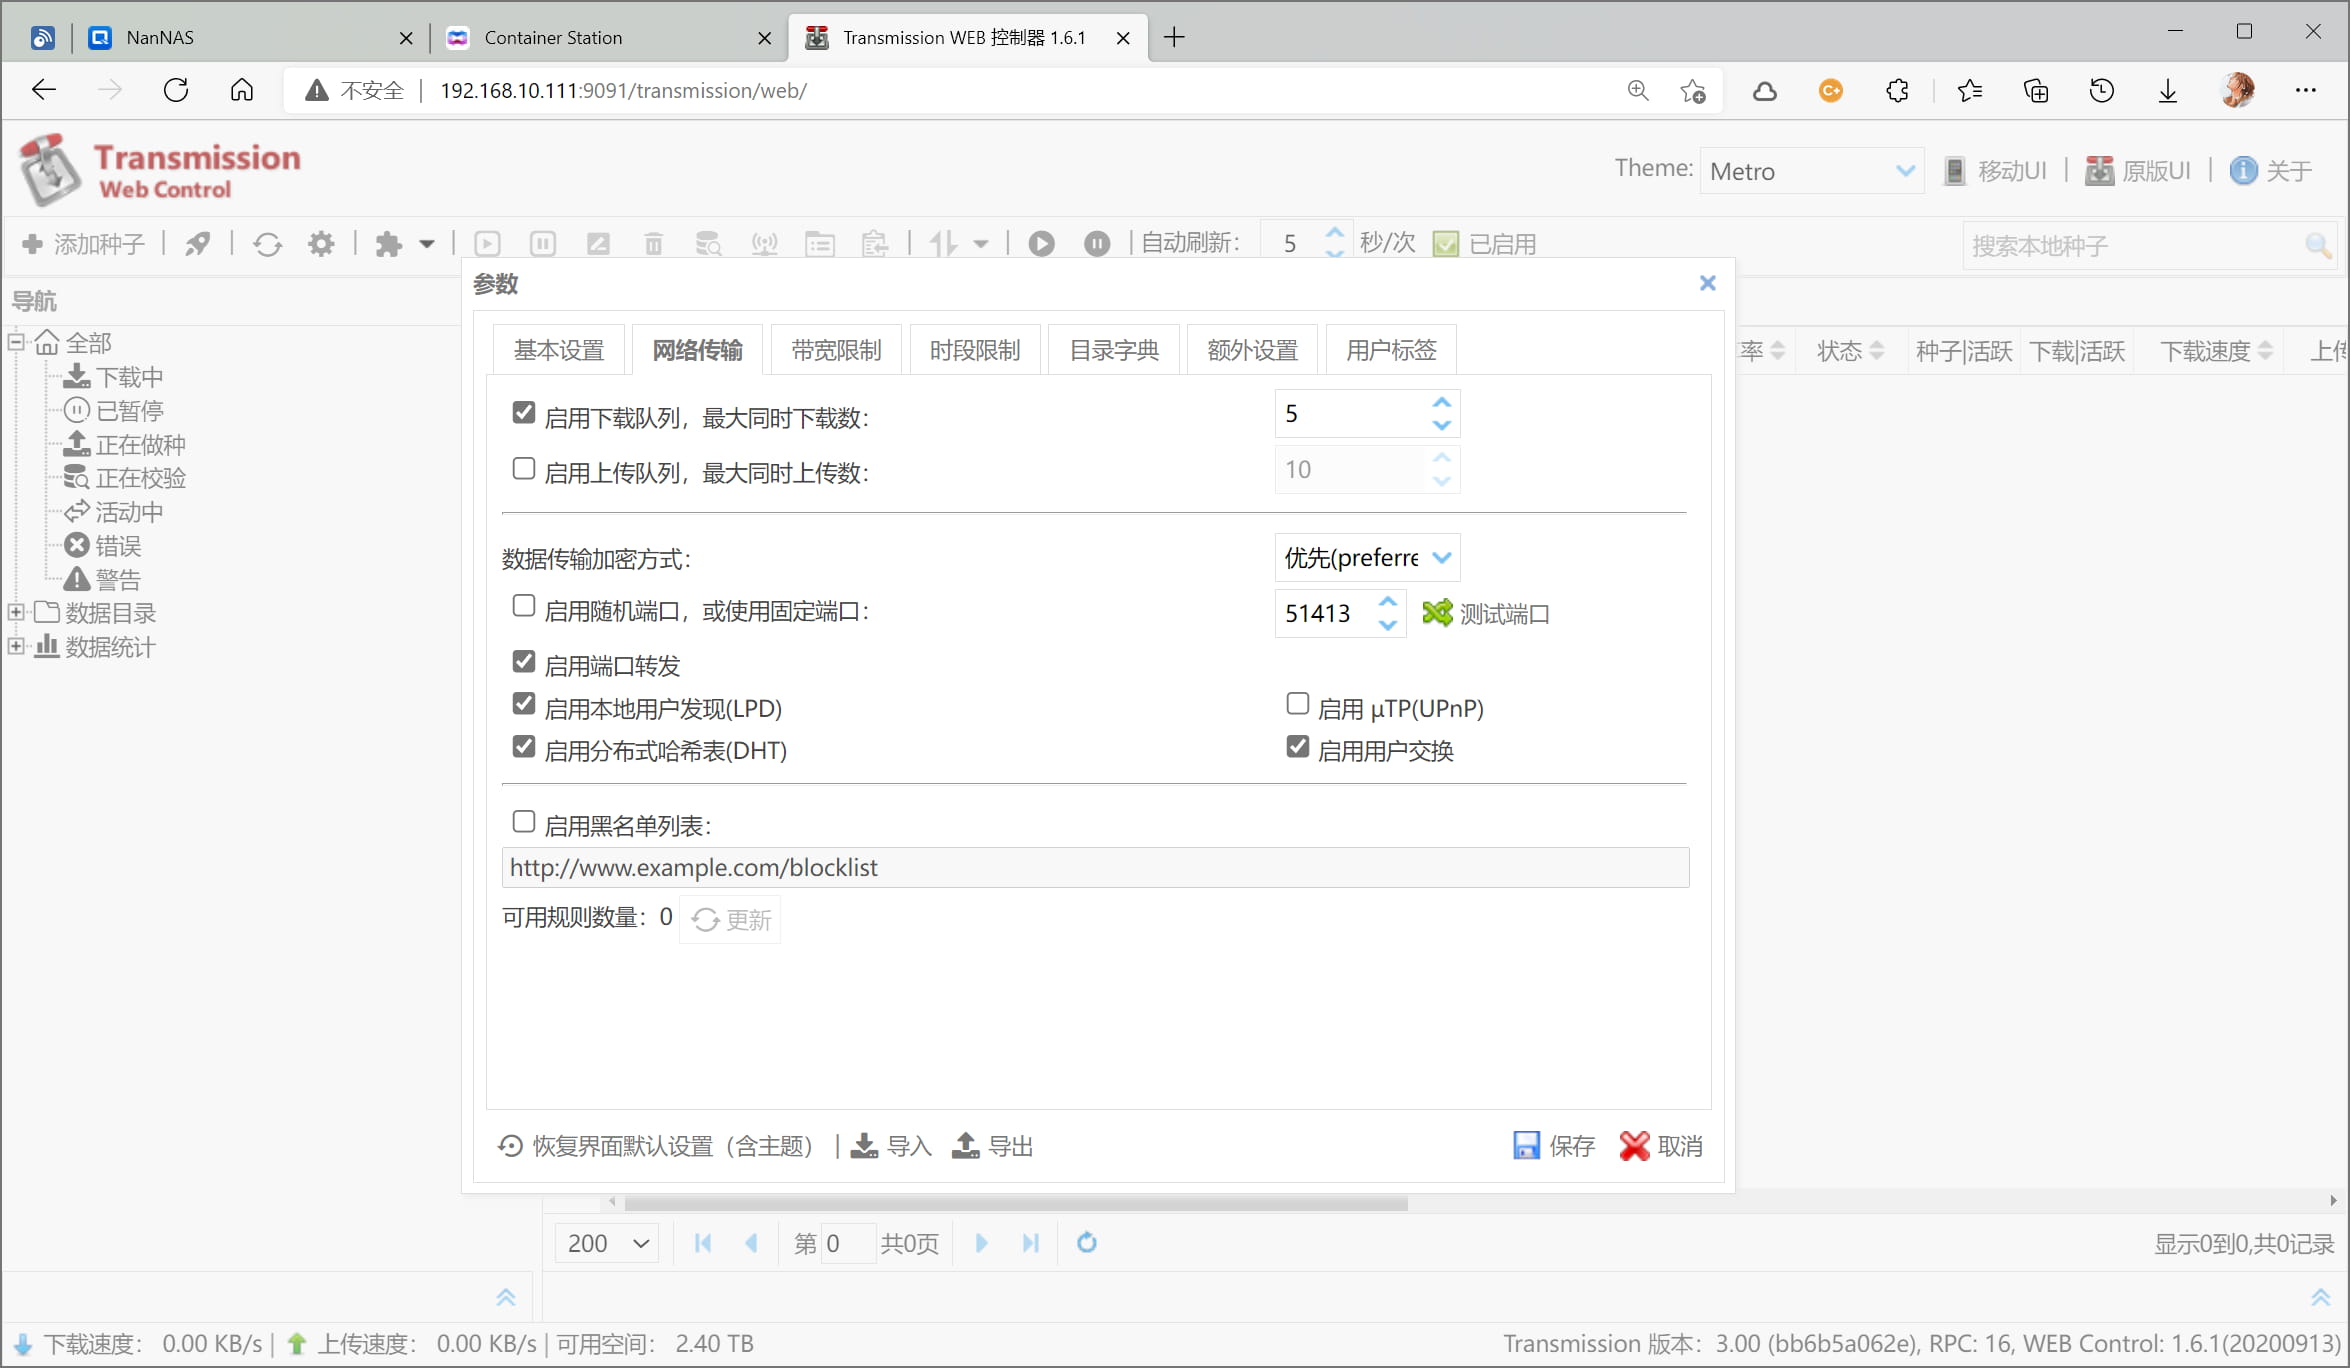 NanNAS
Container Station
Transmission WEB 控制器 1.6.1
不安全
192.168.10.111:9091/transmission/web/
Transmission
Web Control
Theme: Metro 移动UI | 原版UI | 关于
添加种子
自动刷新： 5 秒/次 已启用
搜索本地种子
导航
全部
下载中
已暂停
正在做种
正在校验
活动中
错误
警告
数据目录
数据统计
参数
基本设置 网络传输 带宽限制 时段限制 目录字典 额外设置 用户标签
率 状态 种子|活跃 下载|活跃 下载速度 上传
启用下载队列，最大同时下载数： 5
启用上传队列，最大同时上传数： 10
数据传输加密方式： 优先(preferre
启用随机端口，或使用固定端口： 51413 测试端口
启用端口转发
启用本地用户发现(LPD) 启用 μTP(UPnP)
启用分布式哈希表(DHT) 启用用户交换
启用黑名单列表：
http://www.example.com/blocklist
可用规则数量：0 更新
恢复界面默认设置（含主题） | 导入 导出 保存 取消
200 第 0 共0页 显示0到0,共0记录
下载速度： 0.00 KB/s | 上传速度： 0.00 KB/s | 可用空间： 2.40 TB
Transmission 版本：3.00 (bb6b5a062e), RPC: 16, WEB Control: 1.6.1(20200913)